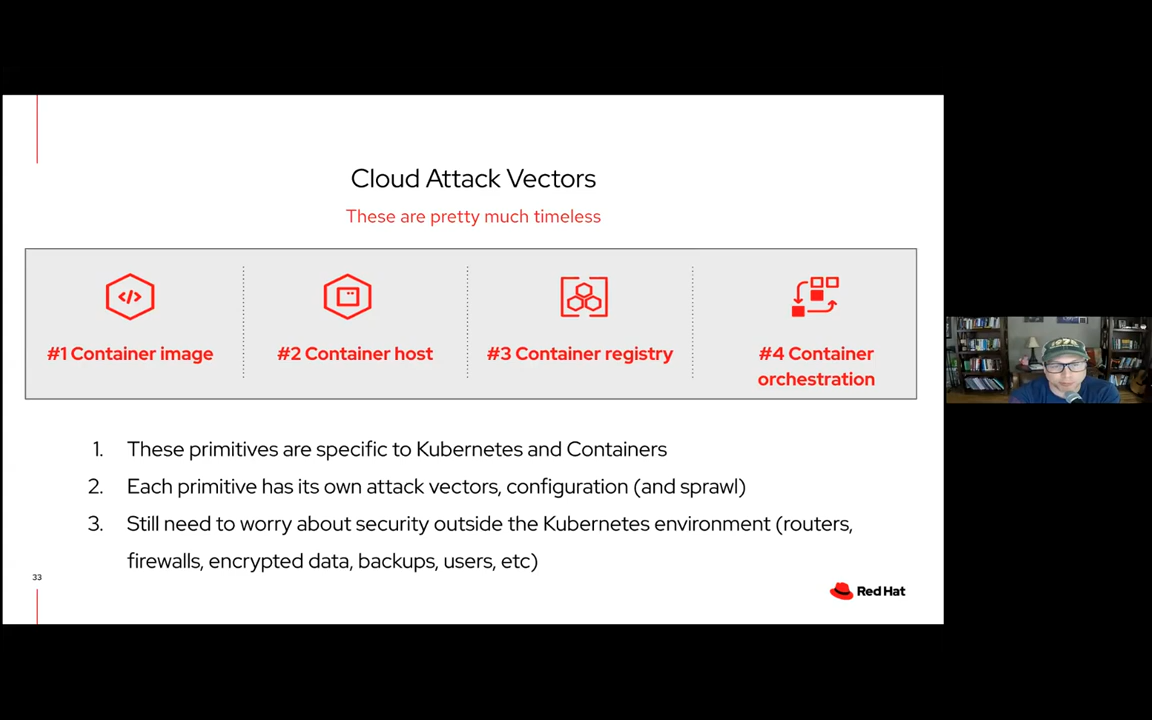 Cloud Attack Vectors
These are pretty much timeless
</>
#1 Container image
#2 Container host
#3 Container registry
#4 Container
orchestration
1. These primitives are specific to Kubernetes and Containers
2. Each primitive has its own attack vectors, configuration (and sprawl)
3. Still need to worry about security outside the Kubernetes environment (routers,
firewalls, encrypted data, backups, users, etc)
33
Red Hat